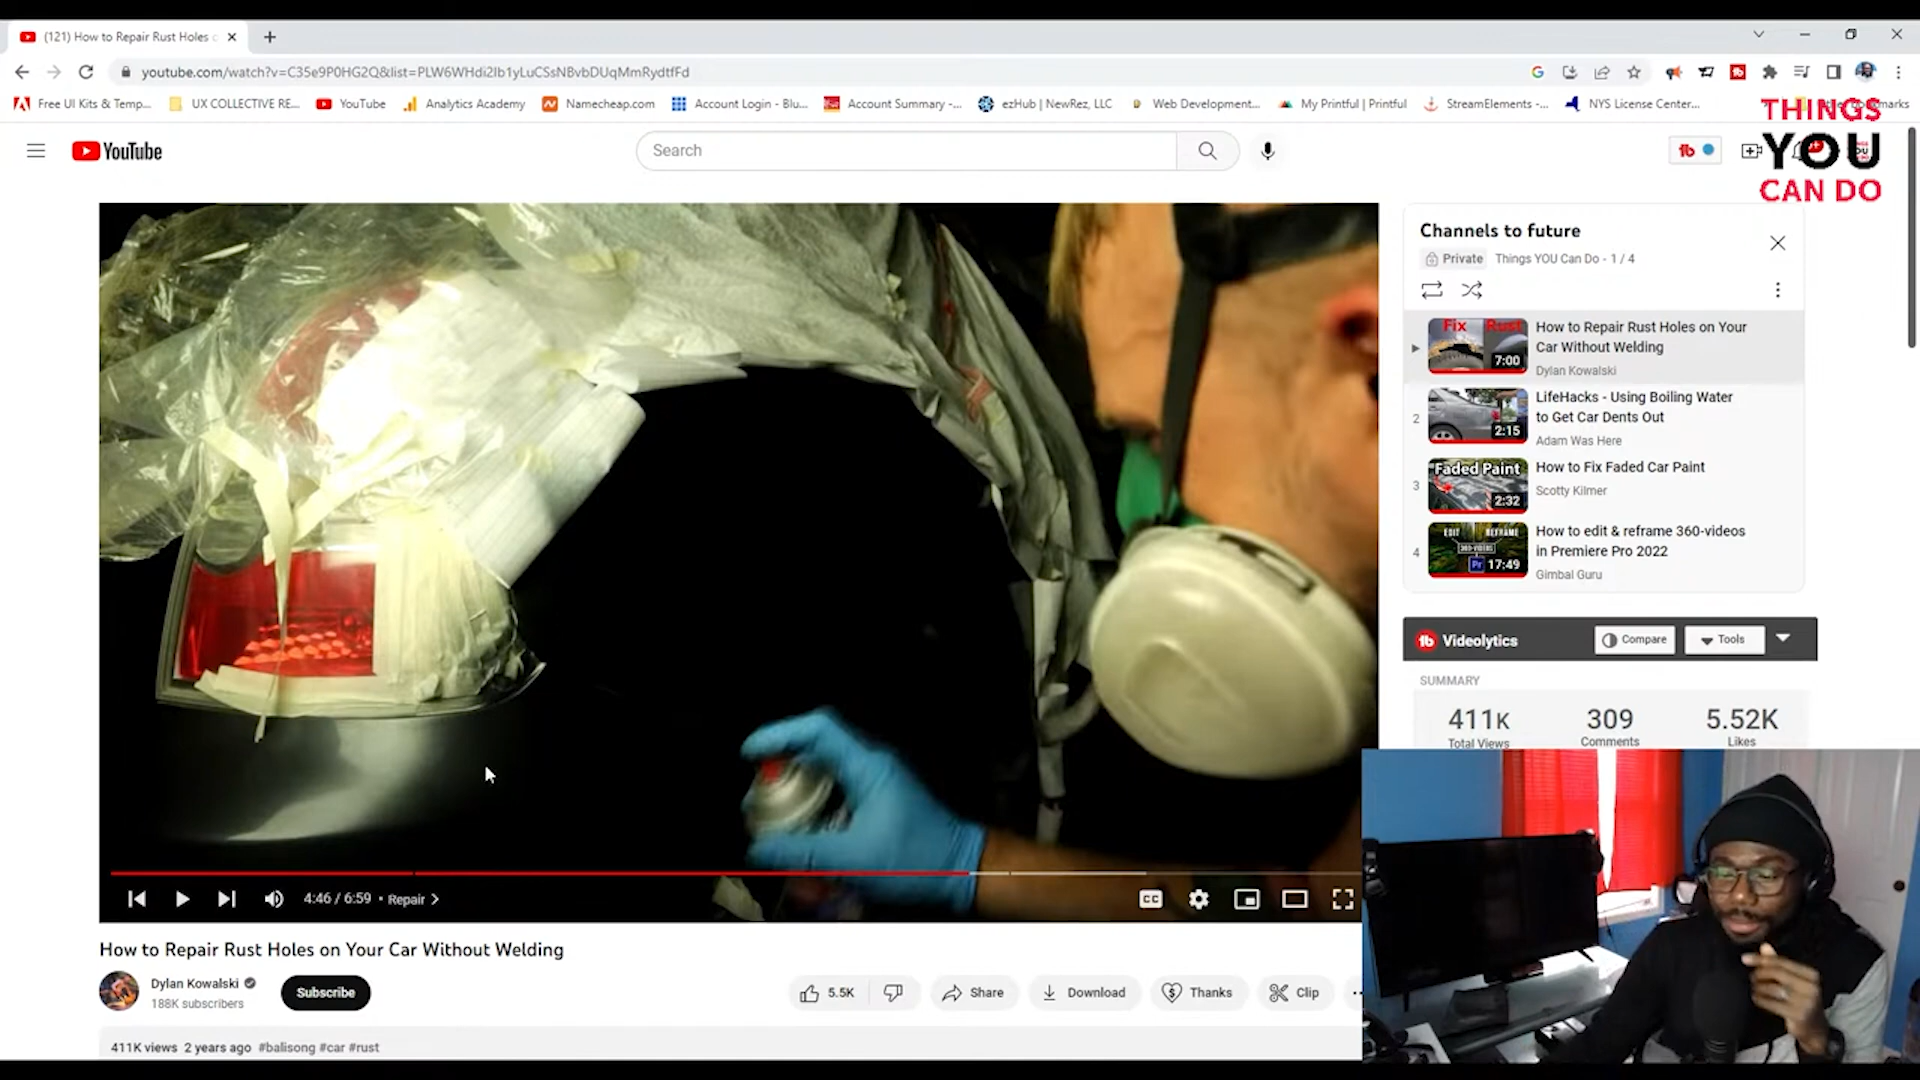 (121) How to Repair Rust Holes
youtube.com/watch?v=C35e9P0HG2Q&list=PLW6WHdi2Ib1yLuCSsNBvbDUqMmRydtfFd
Free UI Kits & Temp...
UX COLLECTIVE RE...
YouTube
Analytics Academy
Namecheap.com
Account Login - Blu...
Account Summary -...
ezHub | NewRez, LLC
Web Development...
My Printful | Printful
StreamElements -...
NYS License Center...
THINGS
YOU
CAN DO
YouTube
Search
Channels to future
Private
Things YOU Can Do - 1 / 4
Fix Rust
7:00
How to Repair Rust Holes on Your
Car Without Welding
Dylan Kowalski
2
2:15
LifeHacks - Using Boiling Water
to Get Car Dents Out
Adam Was Here
3
Faded Paint
2:32
How to Fix Faded Car Paint
Scotty Kilmer
4
EDIT REFRAME
360-VIDEOS
Pr
17:49
How to edit & reframe 360-videos
in Premiere Pro 2022
Gimbal Guru
Videolytics
Compare
Tools
SUMMARY
411K
Total Views
309
Comments
5.52K
Likes
4:46 / 6:59 • Repair
CC
How to Repair Rust Holes on Your Car Without Welding
Dylan Kowalski
188K subscribers
Subscribe
5.5K
Share
Download
Thanks
Clip
411K views 2 years ago #balisong #car #rust